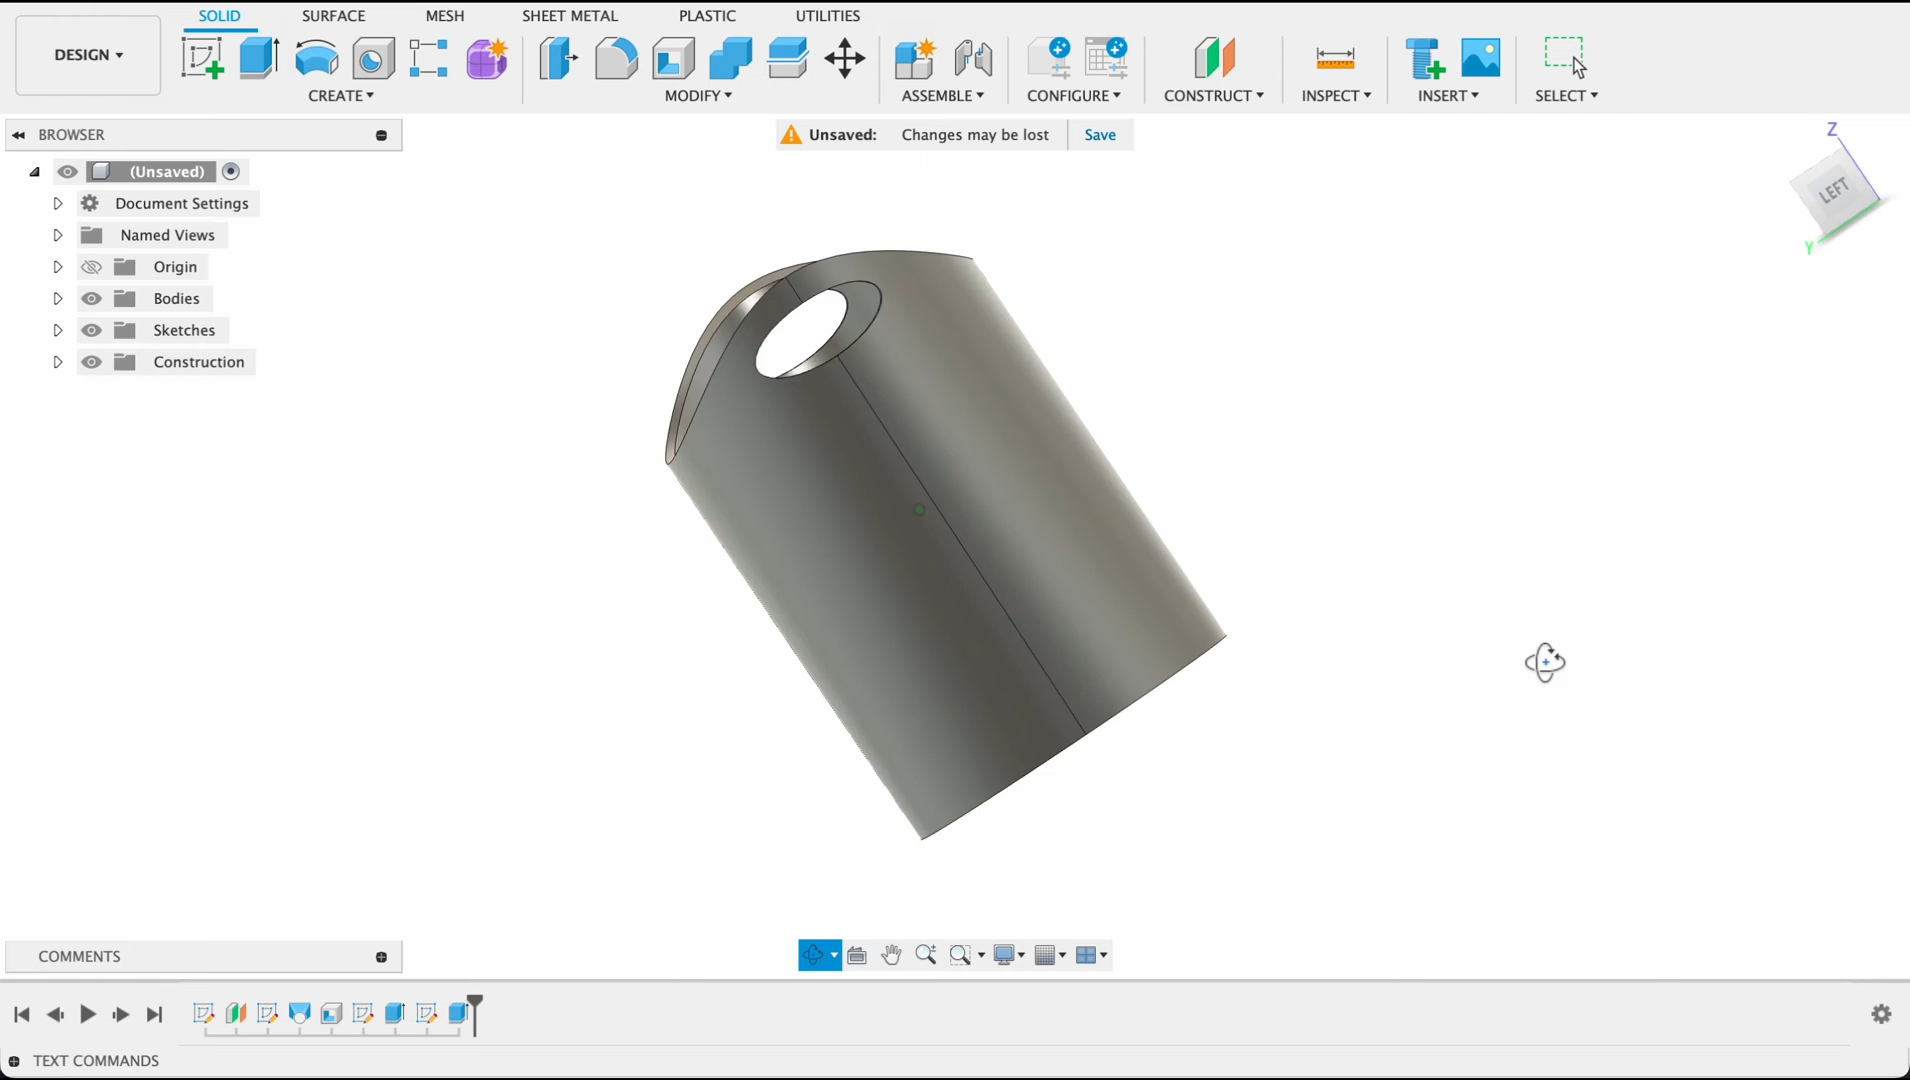 SOLID SURFACE MESH SHEET METAL PLASTIC UTILITIES
DESIGN
CREATE MODIFY ASSEMBLE CONFIGURE CONSTRUCT INSPECT INSERT SELECT
BROWSER
Unsaved: Changes may be lost Save
(Unsaved)
Document Settings
Named Views
Origin
Bodies
Sketches
Construction
Z
LEFT
Y
COMMENTS
TEXT COMMANDS